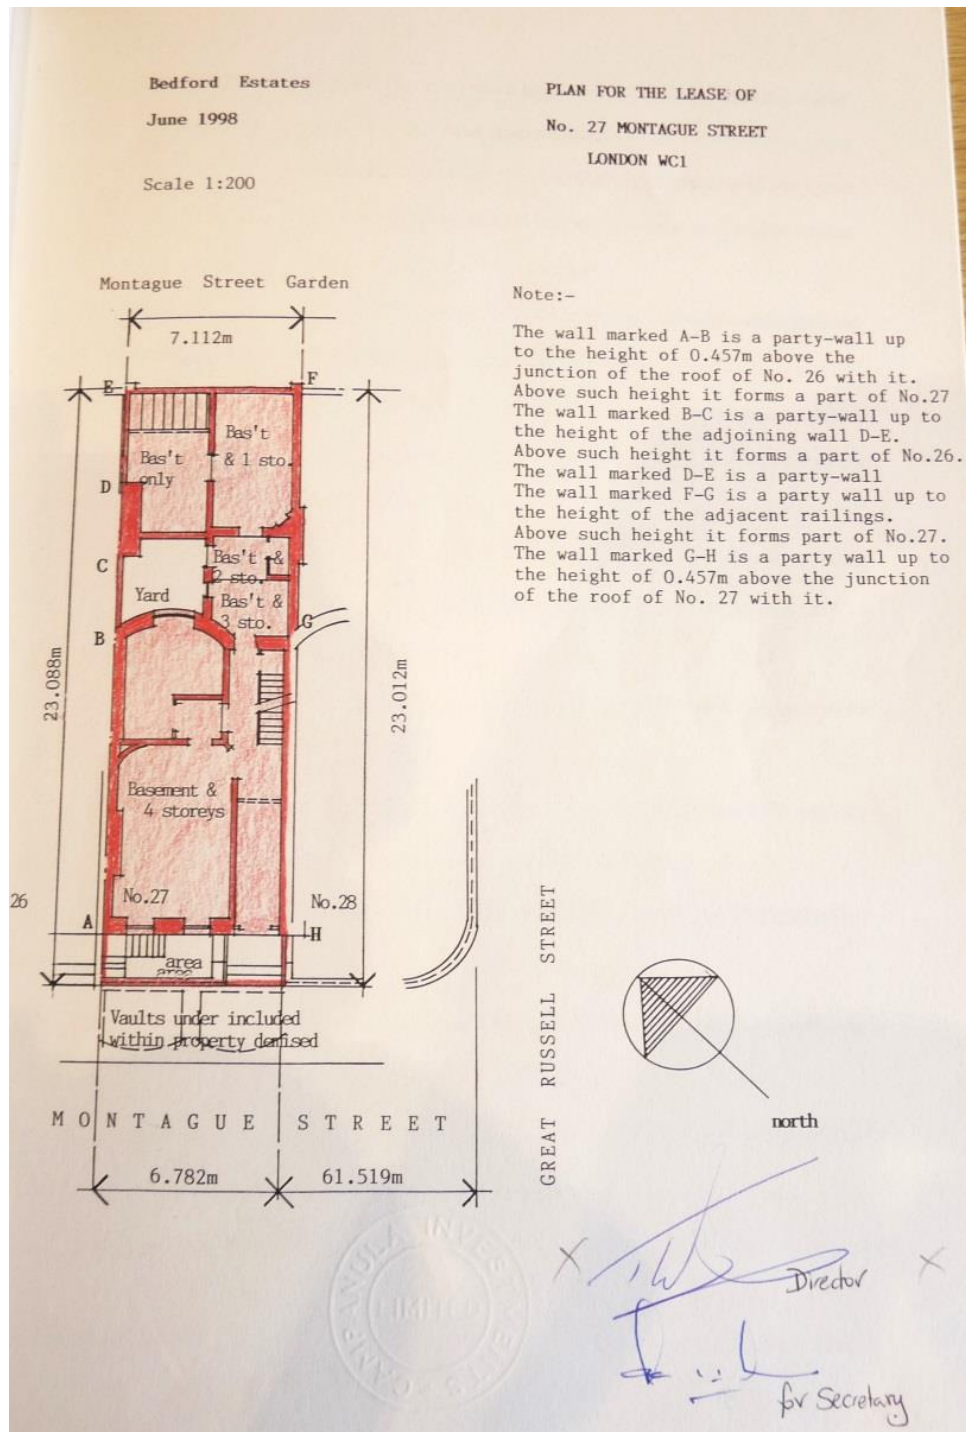 Bedford Estates
June 1998
Scale 1:200
PLAN FOR THE LEASE OF
No. 27 MONTAGUE STREET
LONDON WC1
Montague Street Garden
7.112m
Note:-
The wall marked A-B is a party-wall up
to the height of 0.457m above the
junction of the roof of No. 26 with it.
Above such height it forms a part of No.27
The wall marked B-C is a party-wall up to
the height of the adjoining wall D-E.
Above such height it forms a part of No.26.
The wall marked D-E is a party-wall
The wall marked F-G is a party wall up to
the height of the adjacent railings.
Above such height it forms part of No.27.
The wall marked G-H is a party wall up to
the height of 0.457m above the junction
of the roof of No. 27 with it.
E
F
Bas't
& 1 sto.
Bas't
only
D
C
Bas't &
2 sto.
Bas't &
3 sto.
Yard
G
B
23.088m
23.012m
Basement &
4 storeys
26
No.27
No.28
A
H
area
area
Vaults under included
within property demised
MONTAGUE STREET
6.782m
61.519m
GREAT RUSSELL STREET
north
CAMPANULA INVESTMENTS
LIMITED
X
X
Director
for Secretary